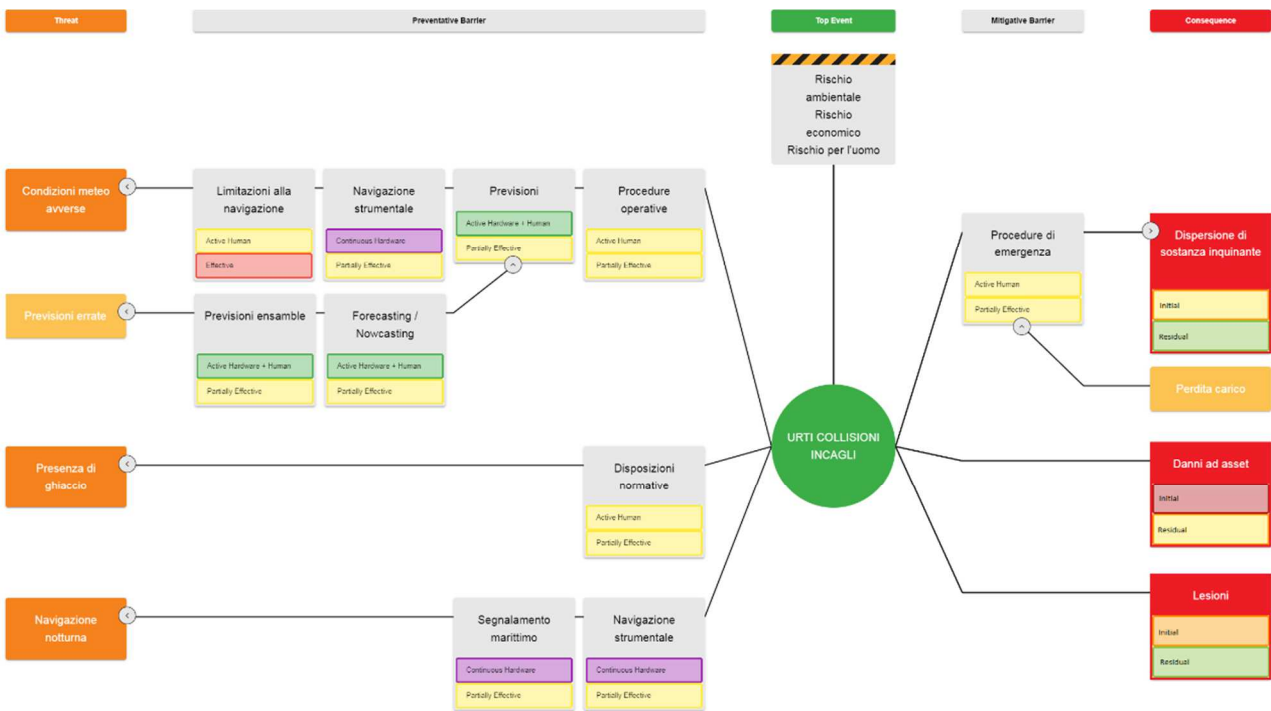 Threat
Preventative Barrier
Top Event
Mitigative Barrier
Consequence
Rischio
ambientale
Rischio
economico
Rischio per l'uomo
Condizioni meteo
avverse
Limitazioni alla
navigazione
Active Human
Effective
Navigazione
strumentale
Continuous Hardware
Partially Effective
Previsioni
Active Hardware + Human
Partially Effective
Procedure
operative
Active Human
Partially Effective
Previsioni errate
Previsioni ensamble
Active Hardware + Human
Partially Effective
Forecasting /
Nowcasting
Active Hardware + Human
Partially Effective
Presenza di
ghiaccio
Disposizioni
normative
Active Human
Partially Effective
Navigazione
notturna
Segnalamento
marittimo
Continuous Hardware
Partially Effective
Navigazione
strumentale
Continuous Hardware
Partially Effective
URTI COLLISIONI
INCAGLI
Procedure di
emergenza
Active Human
Partially Effective
Dispersione di
sostanza inquinante
Initial
Residual
Perdita carico
Danni ad asset
Initial
Residual
Lesioni
Initial
Residual